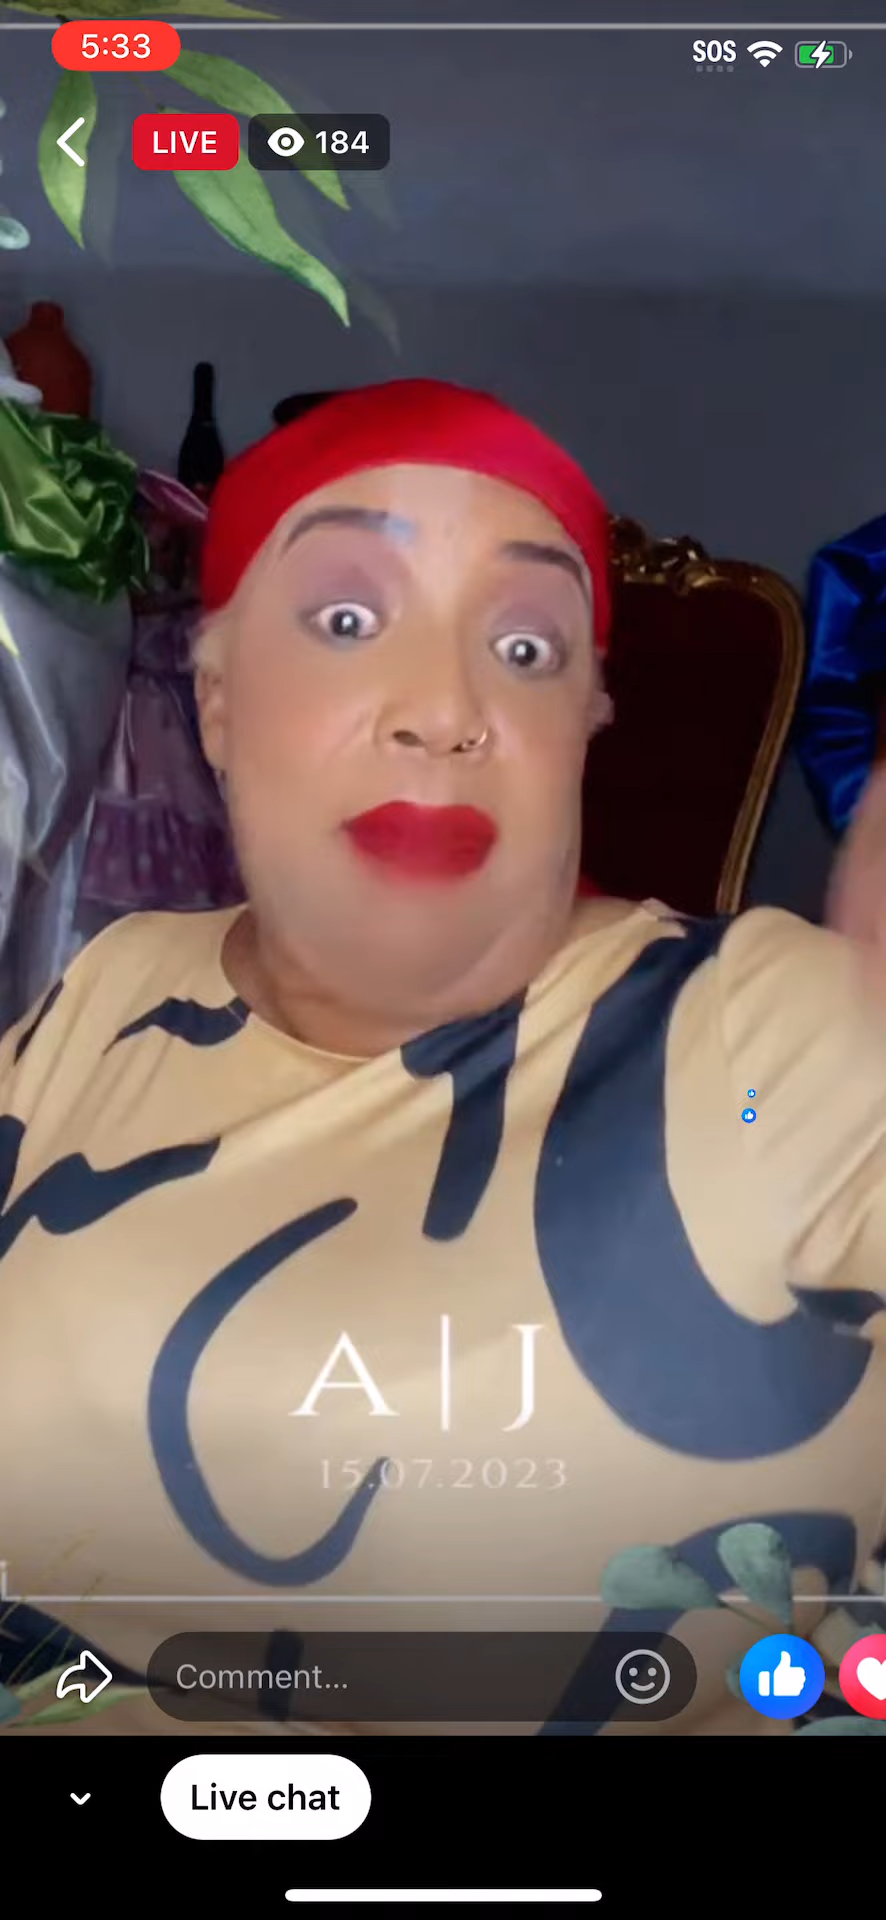 5:33
SOS
LIVE
184
A | J
15.07.2023
Comment...
Live chat